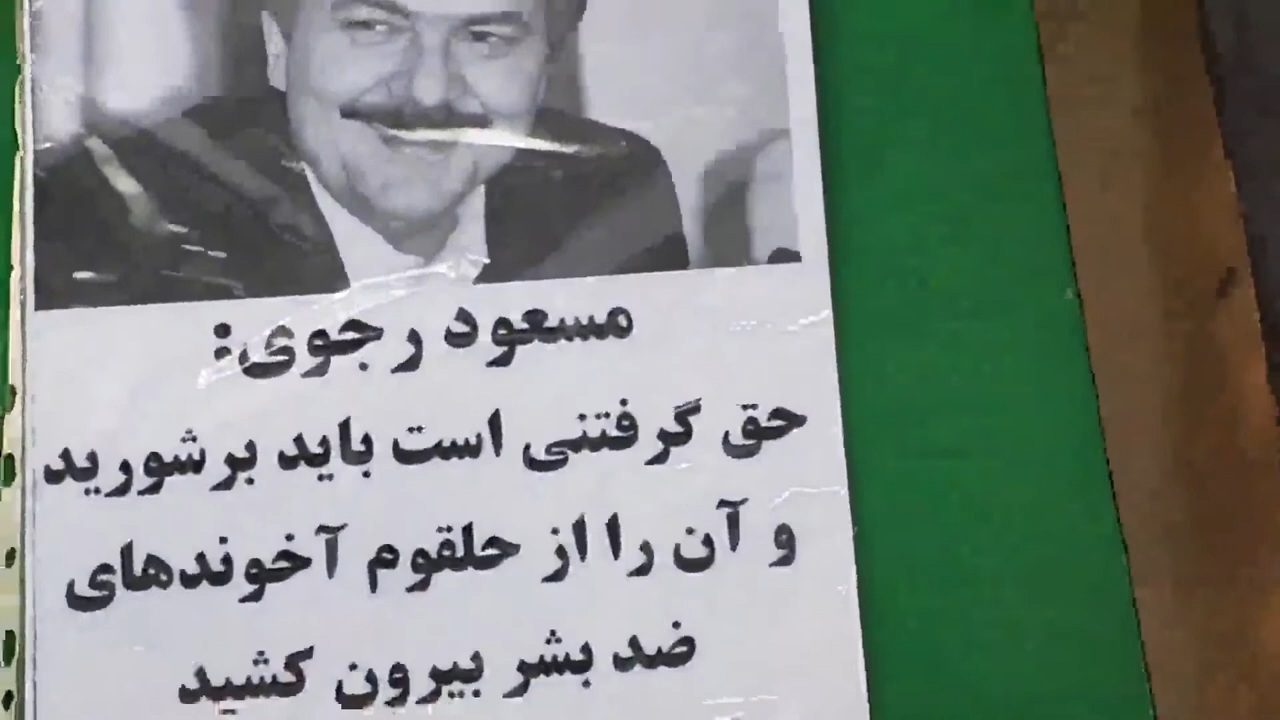 مسعود رجوی:
حق گرفتنی است باید برشورید
و آن را از حلقوم آخوندهای
ضد بشر بیرون کشید